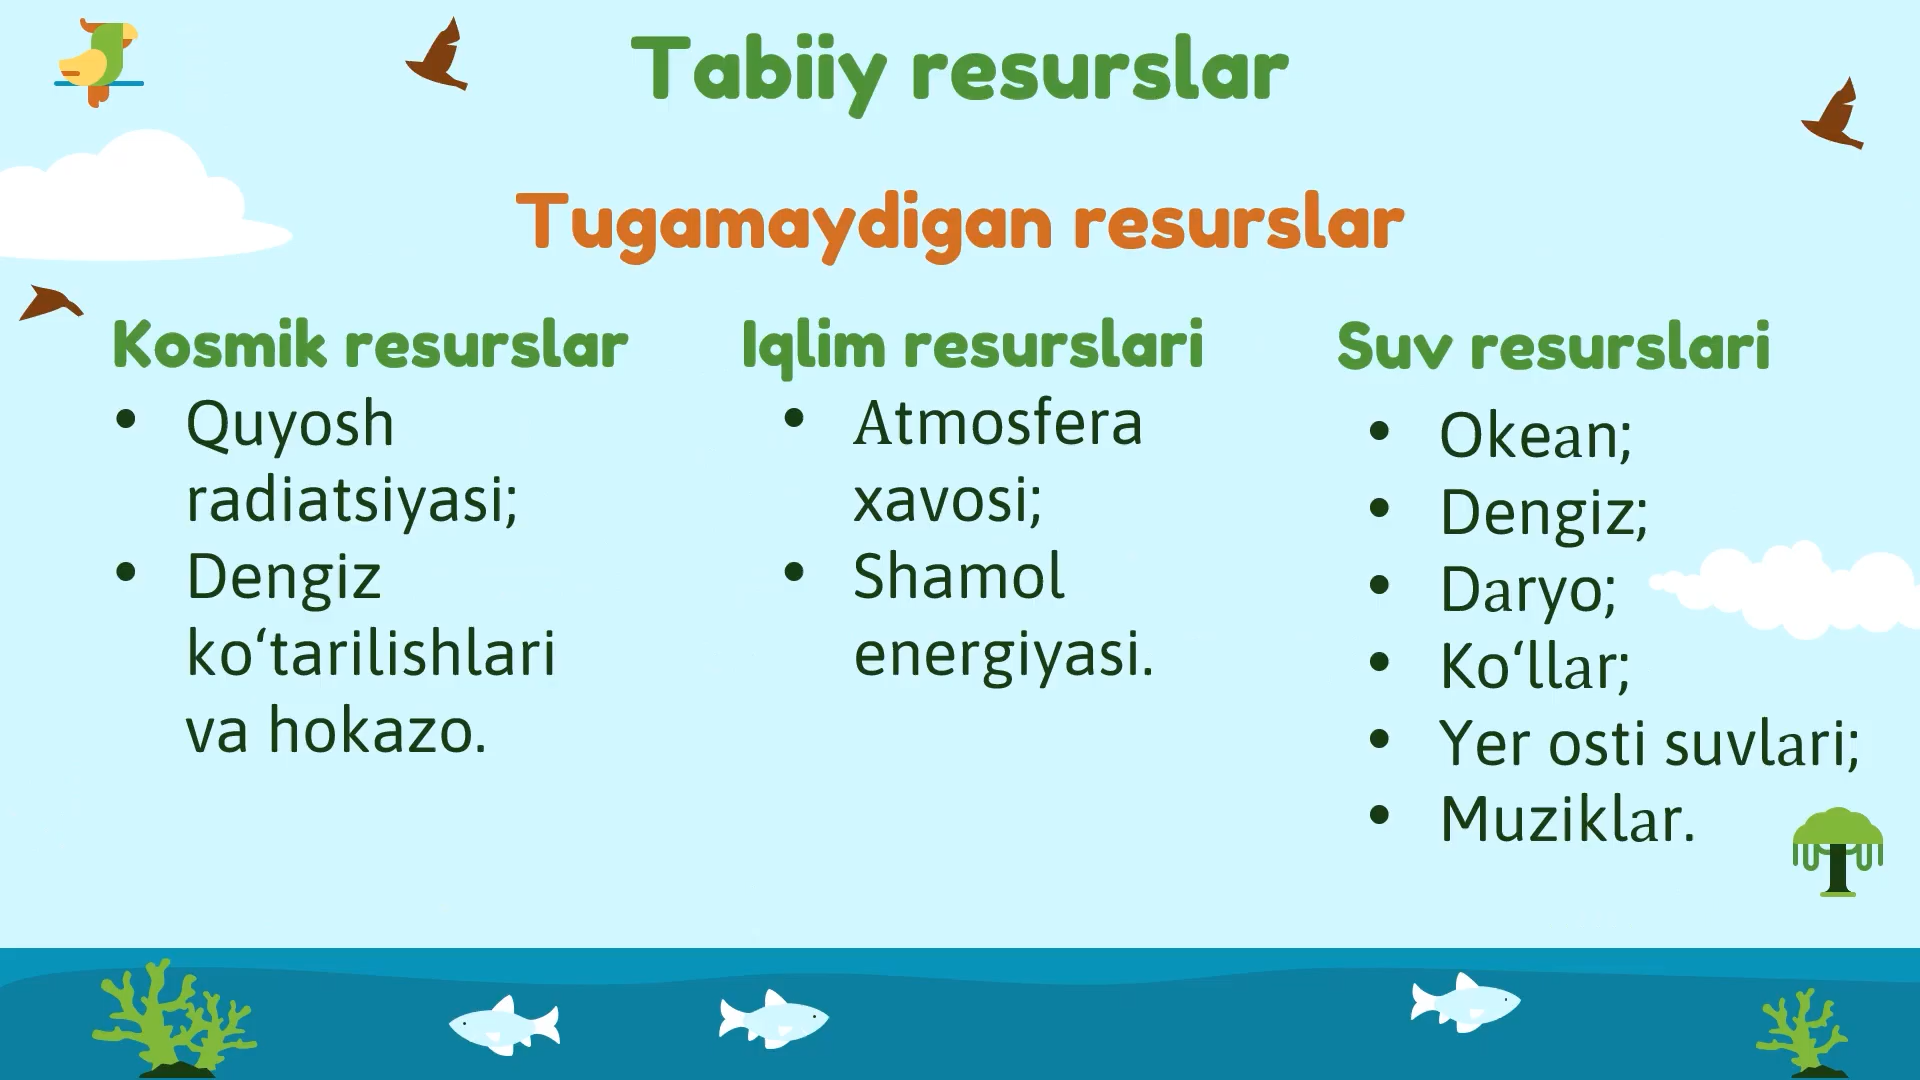 Tabiiy resurslar
Tugamaydigan resurslar
Kosmik resurslar
• Quyosh
radiatsiyasi;
• Dengiz
ko‘tarilishlari
va hokazo.
Iqlim resurslari
• Atmosfera
xavosi;
• Shamol
energiyasi.
Suv resurslari
• Okean;
• Dengiz;
• Daryo;
• Ko‘llar;
• Yer osti suvlari;
• Muziklar.